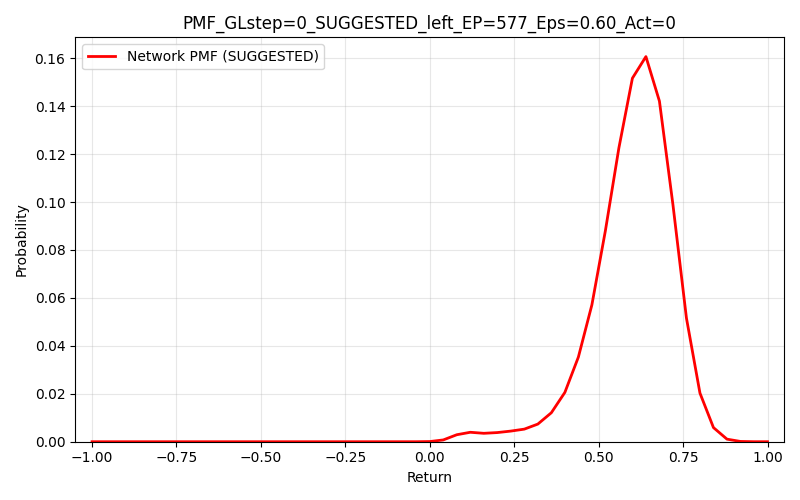 PMF_GLstep=0_SUGGESTED_left_EP=577_Eps=0.60_Act=0
Network PMF (SUGGESTED)
Probability
0.16
0.14
0.12
0.10
0.08
0.06
0.04
0.02
0.00
−1.00 −0.75 −0.50 −0.25 0.00 0.25 0.50 0.75 1.00
Return